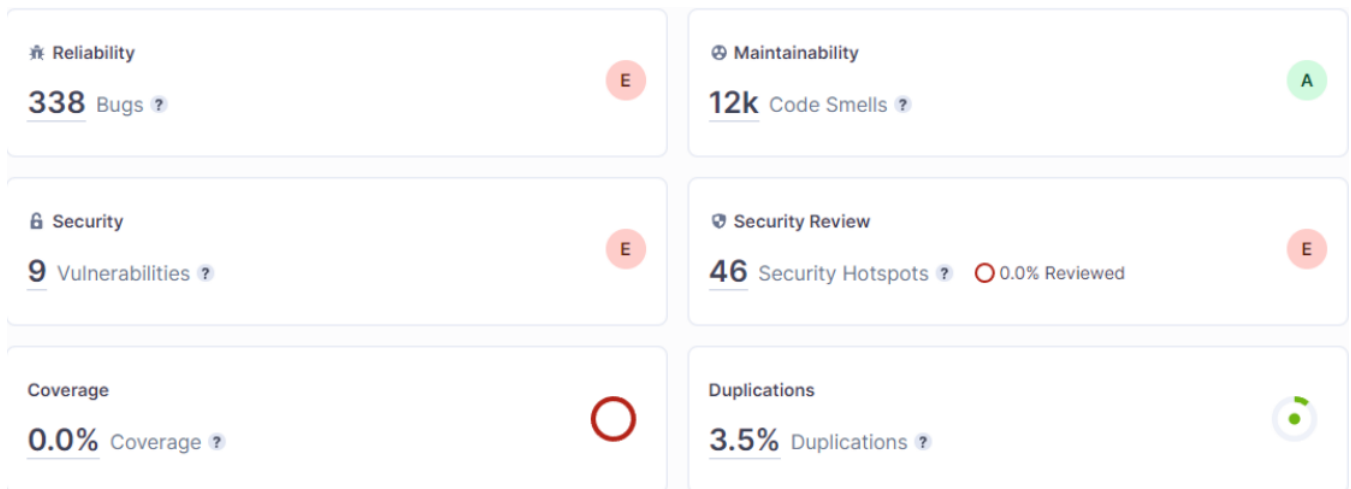 Reliability
338 Bugs ?
E
Maintainability
12k Code Smells ?
A
Security
9 Vulnerabilities ?
E
Security Review
46 Security Hotspots ? 0.0% Reviewed
E
Coverage
0.0% Coverage ?
Duplications
3.5% Duplications ?